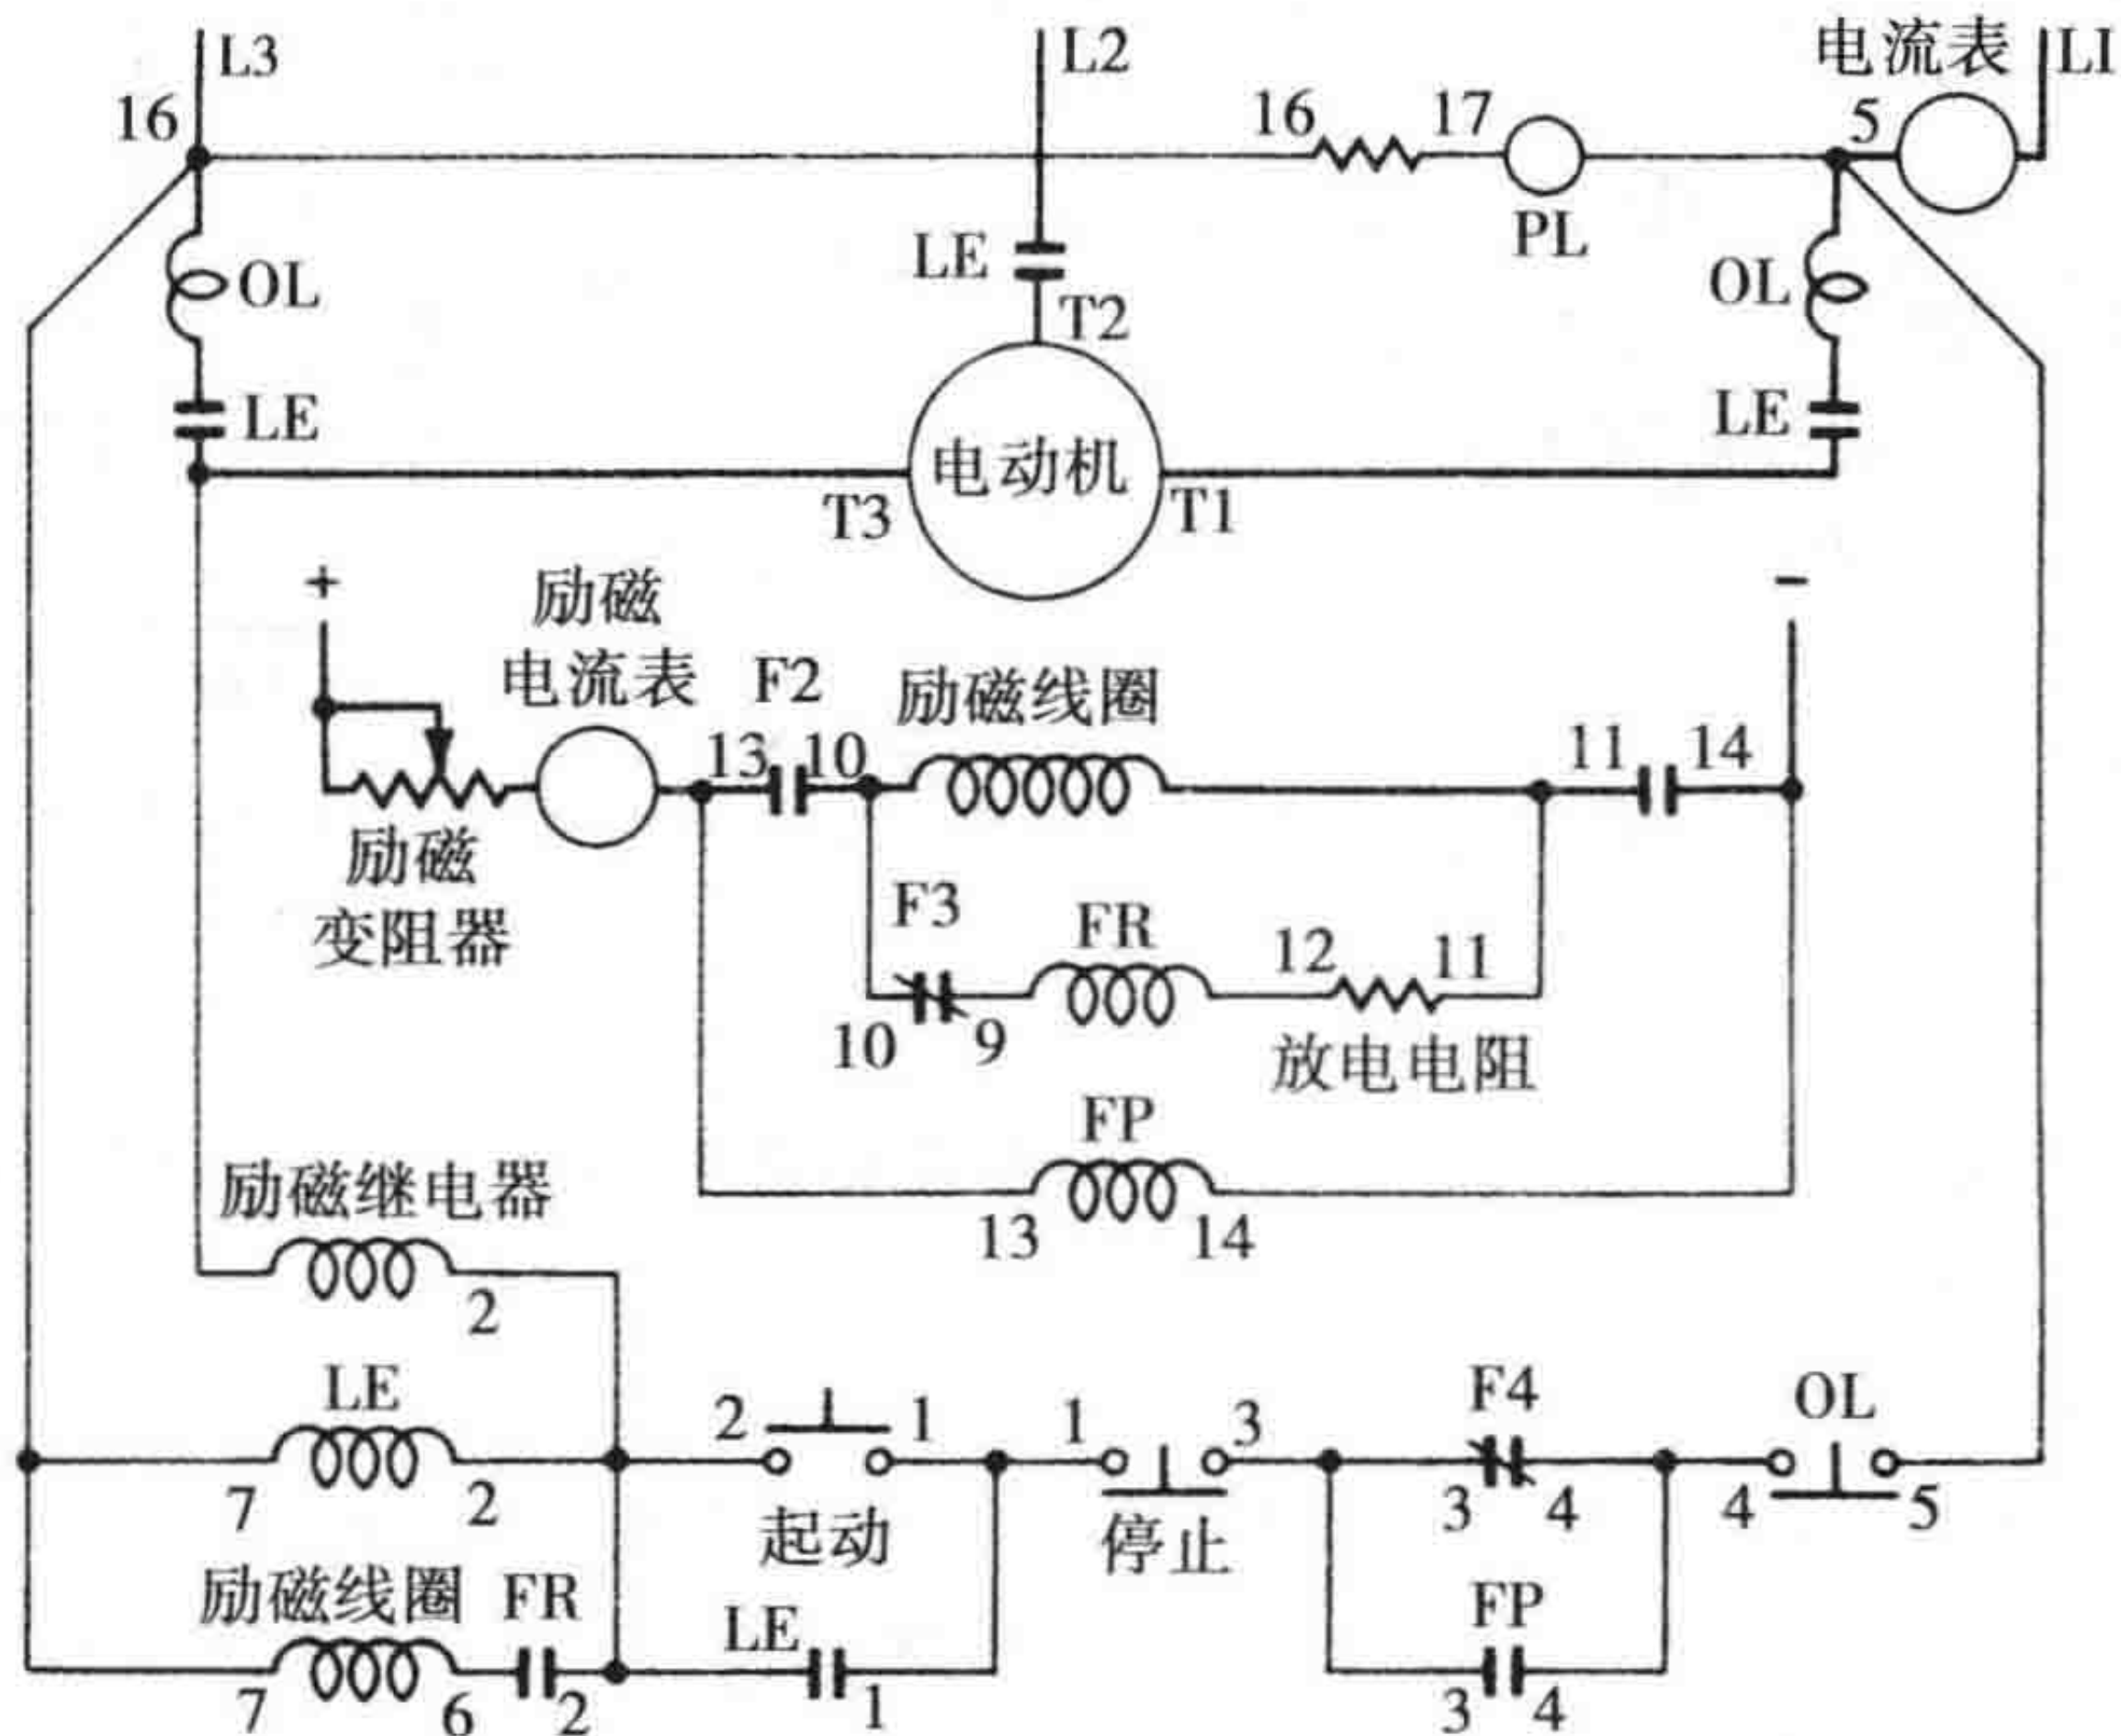 L3
L2
电流表
LI
16
16
17
5
PL
LE
T2
OL
OL
LE
LE
电动机
T3
T1
+
−
励磁
电流表
F2
励磁线圈
13
10
11
14
励磁
变阻器
F3
FR
12
11
10
9
放电电阻
FP
13
14
励磁继电器
2
LE
7
2
2
1
起动
1
3
停止
F4
3
4
OL
4
5
励磁线圈
FR
7
6
2
LE
1
FP
3
4